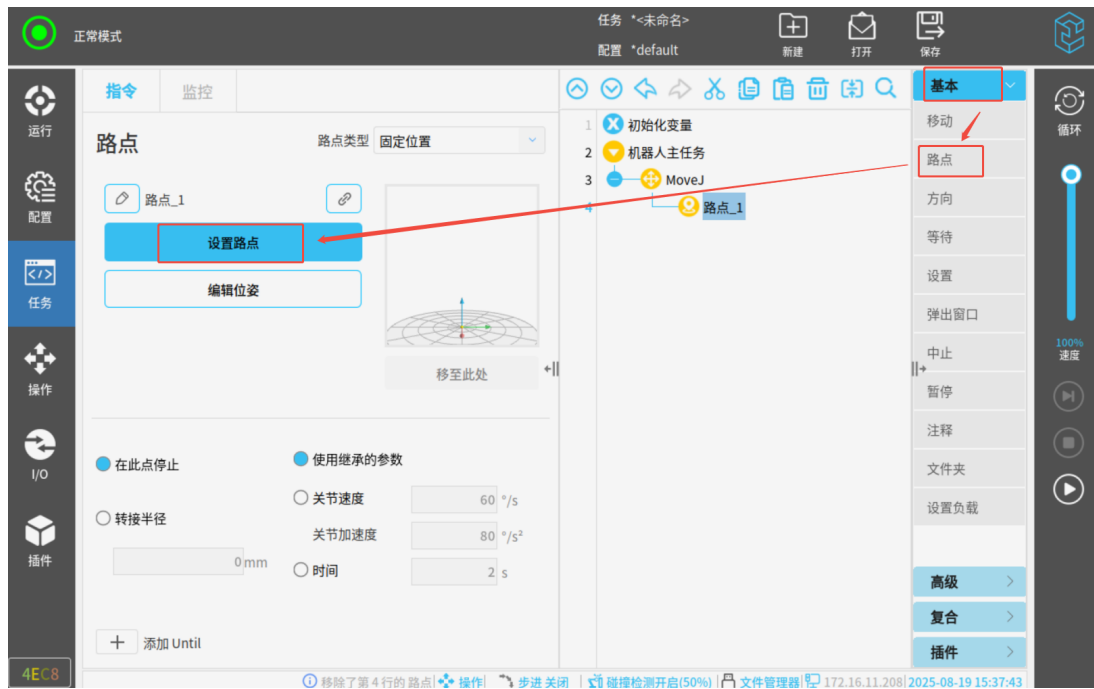 正常模式
任务 *<未命名>
配置 *default
新建
打开
保存
运行
配置
任务
操作
I/O
插件
4EC8
指令
监控
路点
路点类型 固定位置
路点_1
设置路点
编辑位姿
移至此处
在此点停止
转接半径
0 mm
使用继承的参数
关节速度 60 °/s
关节加速度 80 °/s²
时间 2 s
添加 Until
1 初始化变量
2 机器人主任务
3 MoveJ
4 路点_1
基本
移动
路点
方向
等待
设置
弹出窗口
中止
暂停
注释
文件夹
设置负载
高级
复合
插件
循环
100%
速度
移除了第 4 行的 路点 操作 步进 关闭 碰撞检测开启(50%) 文件管理器 172.16.11.208 2025-08-19 15:37:43